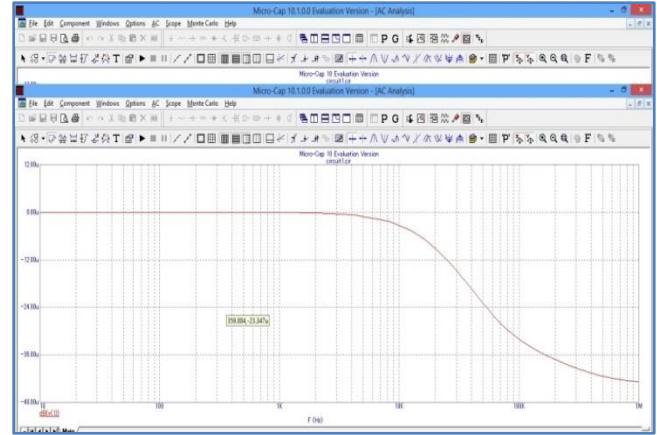 Micro-Cap 10.1.0.0 Evaluation Version - [AC Analysis]
File Edit Component Windows Options AC Scope Monte Carlo Help
P G
T
P F
Micro-Cap 10 Evaluation Version
circuit1.cir
Micro-Cap 10.1.0.0 Evaluation Version - [AC Analysis]
File Edit Component Windows Options AC Scope Monte Carlo Help
P G
T
P F
Micro-Cap 10 Evaluation Version
circuit1.cir
12.00u
0.00u
-12.00u
-24.00u
-36.00u
-48.00u
10 100 1K 10K 100K 1M
F (Hz)
Main